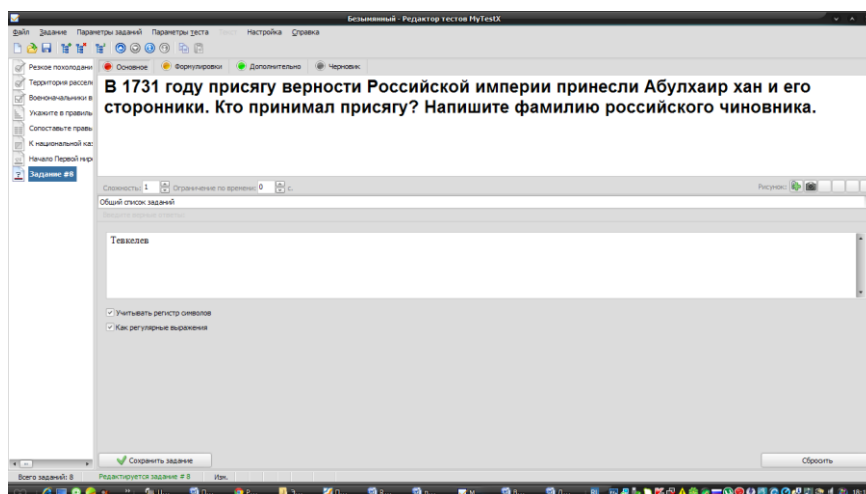 Безымянный - Редактор тестов MyTestX
Файл Задание Параметры заданий Параметры теста Настройка Справка
Основное Формулировки Дополнительно Черновик
Резкое похолодани
Территория рассел
Военачальники в
Укажите в правиль
Сопоставьте правь
К национальной каз
Начало Первой мир
Задание #8
В 1731 году присягу верности Российской империи принесли Абулхаир хан и его
сторонники. Кто принимал присягу? Напишите фамилию российского чиновника.
Сложность: 1 Ограничение по времени: 0 с. Рисунок:
Общий список заданий
Введите верные ответы:
Тевкелев
Учитывать регистр символов
Как регулярные выражения
Сохранить задание Сбросить
Всего заданий: 8 Редактируется задание # 8 Изм.